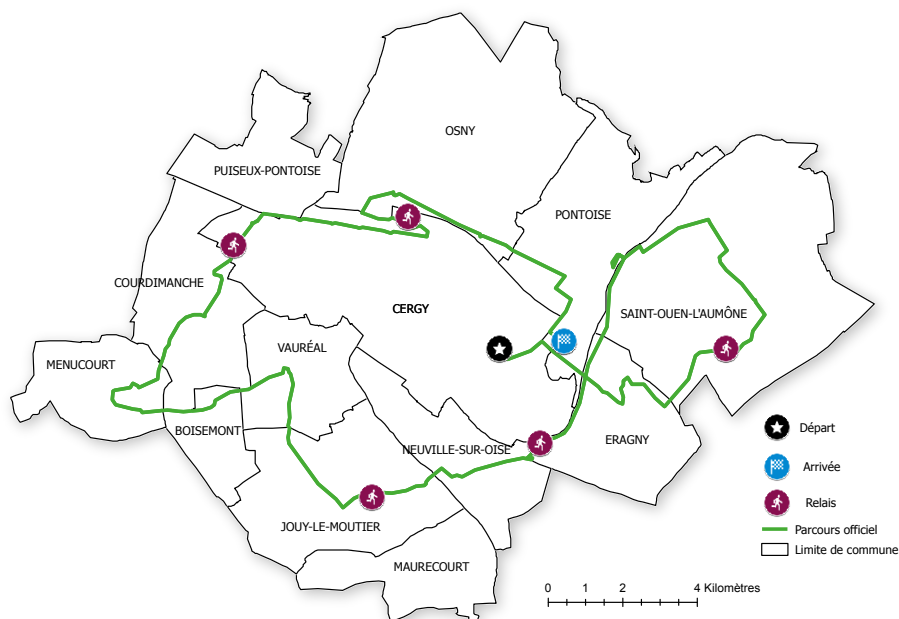 OSNY
PUISEUX-PONTOISE
PONTOISE
COURDIMANCHE
CERGY
SAINT-OUEN-L'AUMÔNE
VAURÉAL
MENUCOURT
BOISEMONT
NEUVILLE-SUR-OISE
ERAGNY
JOUY-LE-MOUTIER
MAURECOURT
Départ
Arrivée
Relais
Parcours officiel
Limite de commune
0 1 2 4 Kilomètres